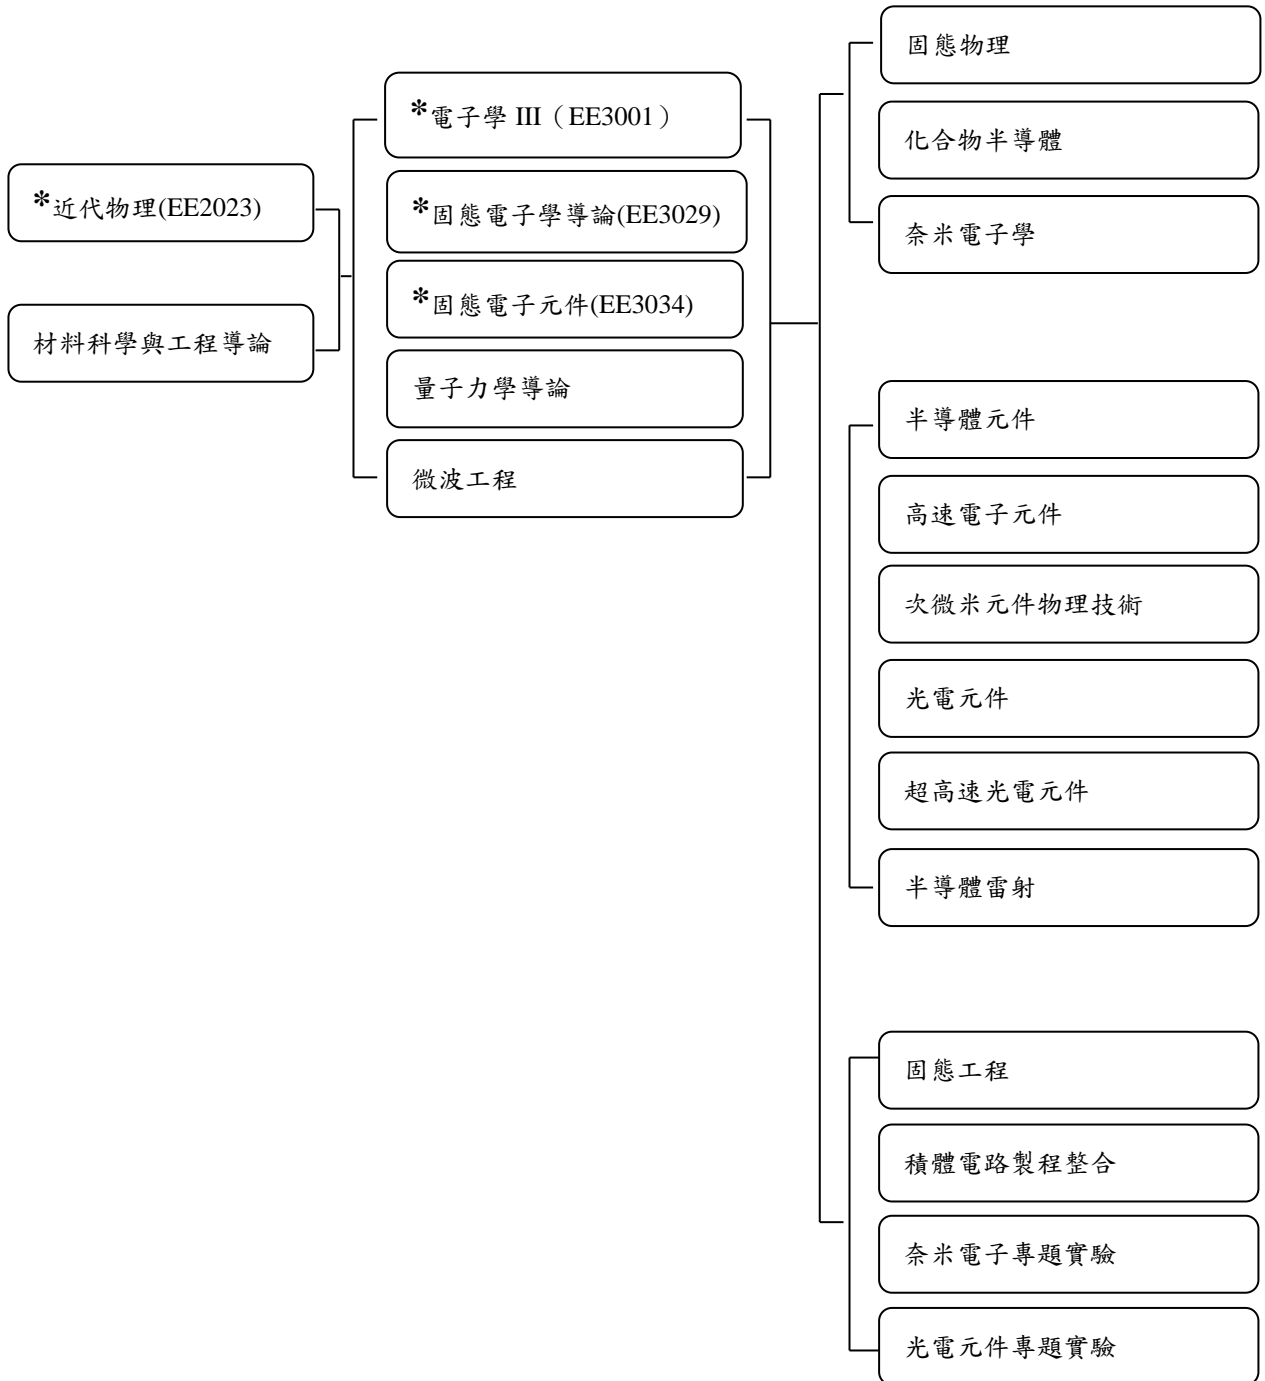 *近代物理(EE2023)
材料科學與工程導論
*電子學 III（EE3001）
*固態電子學導論(EE3029)
*固態電子元件(EE3034)
量子力學導論
微波工程
固態物理
化合物半導體
奈米電子學
半導體元件
高速電子元件
次微米元件物理技術
光電元件
超高速光電元件
半導體雷射
固態工程
積體電路製程整合
奈米電子專題實驗
光電元件專題實驗